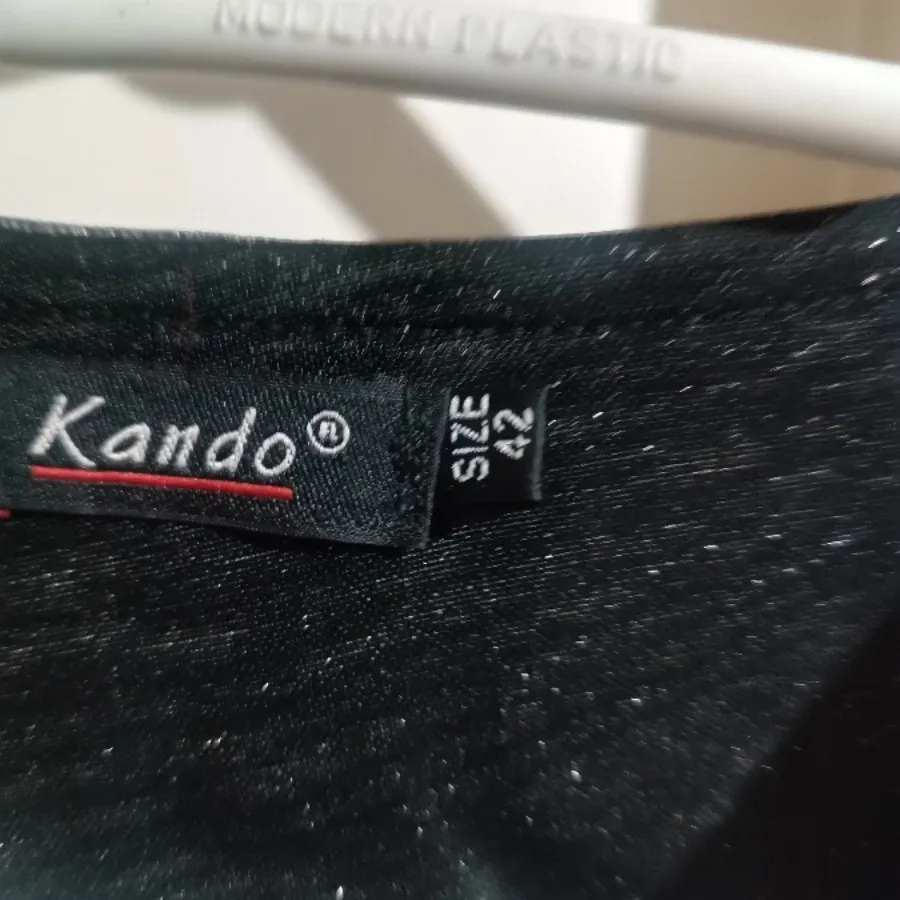 MODERN PLASTIC
Kando®
SIZE
42